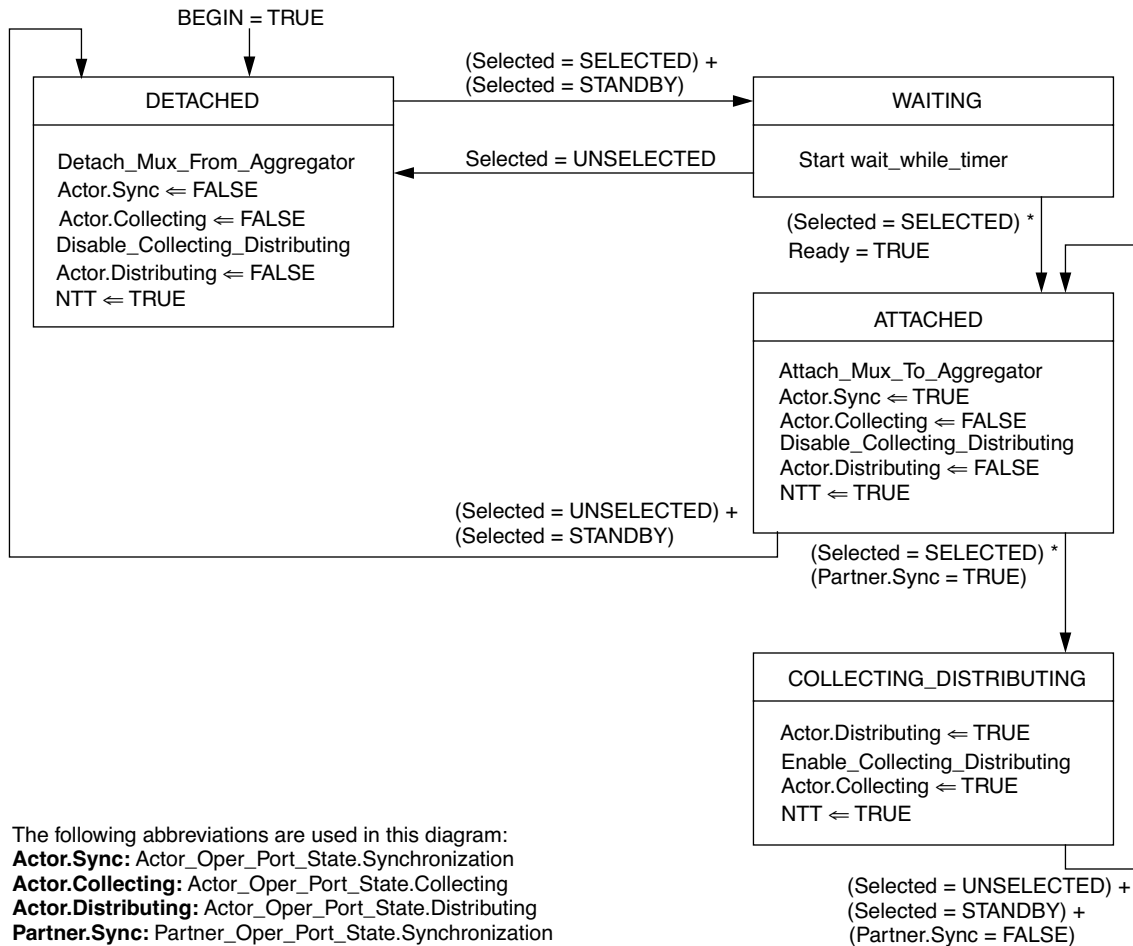 BEGIN = TRUE
DETACHED
Detach_Mux_From_Aggregator
Actor.Sync ⇐ FALSE
Actor.Collecting ⇐ FALSE
Disable_Collecting_Distributing
Actor.Distributing ⇐ FALSE
NTT ⇐ TRUE
(Selected = SELECTED) +
(Selected = STANDBY)
Selected = UNSELECTED
WAITING
Start wait_while_timer
(Selected = SELECTED) *
Ready = TRUE
ATTACHED
Attach_Mux_To_Aggregator
Actor.Sync ⇐ TRUE
Actor.Collecting ⇐ FALSE
Disable_Collecting_Distributing
Actor.Distributing ⇐ FALSE
NTT ⇐ TRUE
(Selected = UNSELECTED) +
(Selected = STANDBY)
(Selected = SELECTED) *
(Partner.Sync = TRUE)
COLLECTING_DISTRIBUTING
Actor.Distributing ⇐ TRUE
Enable_Collecting_Distributing
Actor.Collecting ⇐ TRUE
NTT ⇐ TRUE
(Selected = UNSELECTED) +
(Selected = STANDBY) +
(Partner.Sync = FALSE)
The following abbreviations are used in this diagram:
Actor.Sync: Actor_Oper_Port_State.Synchronization
Actor.Collecting: Actor_Oper_Port_State.Collecting
Actor.Distributing: Actor_Oper_Port_State.Distributing
Partner.Sync: Partner_Oper_Port_State.Synchronization